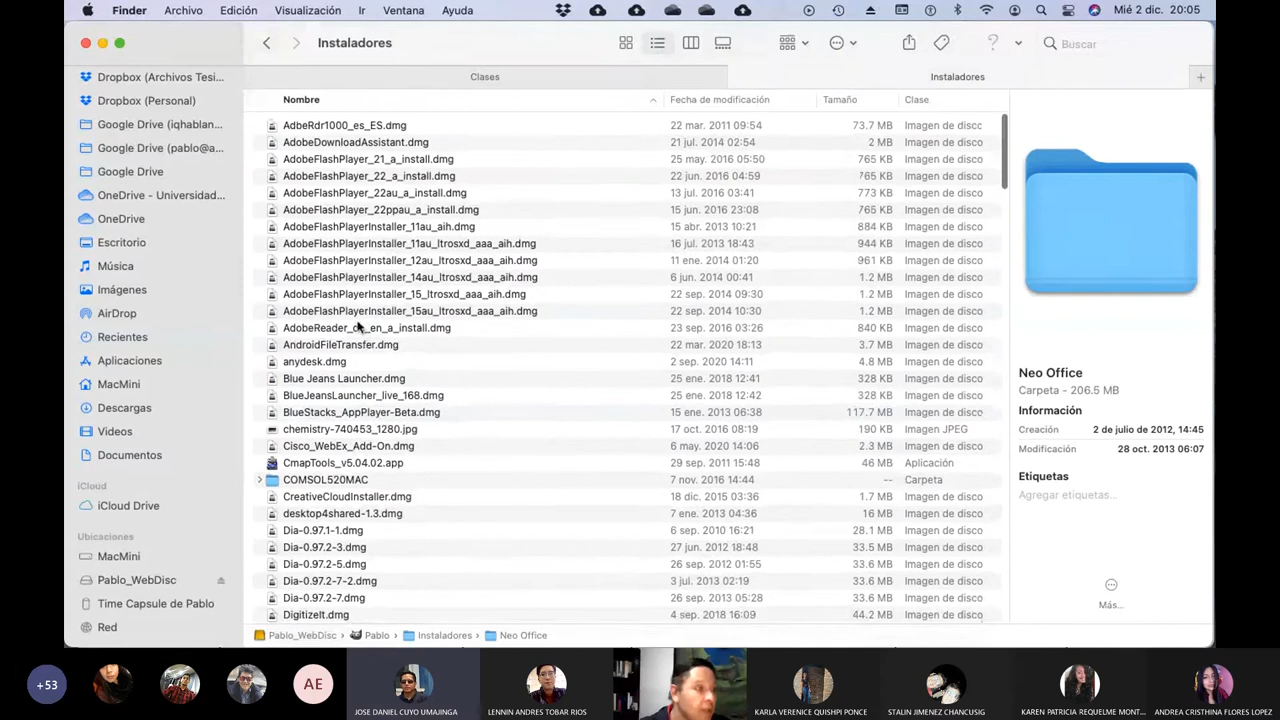 Finder Archivo Edición Visualización Ir Ventana Ayuda Mié 2 dic. 20:05
Instaladores Buscar
Clases Instaladores
Dropbox (Archivos Tesi...
Dropbox (Personal)
Google Drive (iqhablan...
Google Drive (pablo@a...
Google Drive
OneDrive - Universidad...
OneDrive
Escritorio
Música
Imágenes
AirDrop
Recientes
Aplicaciones
MacMini
Descargas
Videos
Documentos
iCloud
iCloud Drive
Ubicaciones
MacMini
Pablo_WebDisc
Time Capsule de Pablo
Red
Nombre Fecha de modificación Tamaño Clase
AdbeRdr1000_es_ES.dmg 22 mar. 2011 09:54 73.7 MB Imagen de disco
AdobeDownloadAssistant.dmg 21 jul. 2014 02:54 2 MB Imagen de disco
AdobeFlashPlayer_21_a_install.dmg 25 may. 2016 05:50 765 KB Imagen de disco
AdobeFlashPlayer_22_a_install.dmg 22 jun. 2016 04:59 765 KB Imagen de disco
AdobeFlashPlayer_22au_a_install.dmg 13 jul. 2016 03:41 773 KB Imagen de disco
AdobeFlashPlayer_22ppau_a_install.dmg 15 jun. 2016 23:08 765 KB Imagen de disco
AdobeFlashPlayerInstaller_11au_aih.dmg 15 abr. 2013 10:21 884 KB Imagen de disco
AdobeFlashPlayerInstaller_11au_ltrosxd_aaa_aih.dmg 16 jul. 2013 18:43 944 KB Imagen de disco
AdobeFlashPlayerInstaller_12au_ltrosxd_aaa_aih.dmg 11 ene. 2014 01:20 961 KB Imagen de disco
AdobeFlashPlayerInstaller_14au_ltrosxd_aaa_aih.dmg 6 jun. 2014 00:41 1.2 MB Imagen de disco
AdobeFlashPlayerInstaller_15_ltrosxd_aaa_aih.dmg 22 sep. 2014 09:30 1.2 MB Imagen de disco
AdobeFlashPlayerInstaller_15au_ltrosxd_aaa_aih.dmg 22 sep. 2014 10:30 1.2 MB Imagen de disco
23 sep. 2016 03:26 840 KB Imagen de disco
AndroidFileTransfer.dmg 22 mar. 2020 18:13 3.7 MB Imagen de disco
anydesk.dmg 2 sep. 2020 14:11 4.8 MB Imagen de disco
Blue Jeans Launcher.dmg 25 ene. 2018 12:41 328 KB Imagen de disco
BlueJeansLauncher_live_168.dmg 25 ene. 2018 12:42 328 KB Imagen de disco
BlueStacks_AppPlayer-Beta.dmg 15 ene. 2013 06:38 117.7 MB Imagen de disco
chemistry-740453_1280.jpg 17 oct. 2016 08:19 190 KB Imagen JPEG
Cisco_WebEx_Add-On.dmg 6 may. 2020 14:06 2.3 MB Imagen de disco
CmapTools_v5.04.02.app 29 sep. 2011 15:48 46 MB Aplicación
COMSOL520MAC 7 nov. 2016 14:44 -- Carpeta
CreativeCloudInstaller.dmg 18 dic. 2015 03:36 1.7 MB Imagen de disco
desktop4shared-1.3.dmg 7 ene. 2013 04:36 16 MB Imagen de disco
Dia-0.97.1-1.dmg 6 sep. 2010 16:21 28.1 MB Imagen de disco
Dia-0.97.2-3.dmg 27 jun. 2012 18:48 33.5 MB Imagen de disco
Dia-0.97.2-5.dmg 26 sep. 2012 01:55 33.6 MB Imagen de disco
Dia-0.97.2-7-2.dmg 3 jul. 2013 02:19 33.6 MB Imagen de disco
Dia-0.97.2-7.dmg 26 sep. 2013 05:28 33.6 MB Imagen de disco
DigitizeIt.dmg 4 sep. 2018 16:09 44.2 MB Imagen de disco
Neo Office
Carpeta - 206.5 MB
Información
Creación 2 de julio de 2012, 14:45
Modificación 28 oct. 2013 06:07
Etiquetas
Agregar etiquetas...
Más...
Pablo_WebDisc › Pablo › Instaladores › Neo Office
+53
AE
JOSE DANIEL CUYO UMAJINGA
LENNIN ANDRES TOBAR RIOS
KARLA VERENICE QUISHPI PONCE
STALIN JIMENEZ CHANCUSIG
KAREN PATRICIA REQUELME MONT...
ANDREA CRISTHINA FLORES LOPEZ